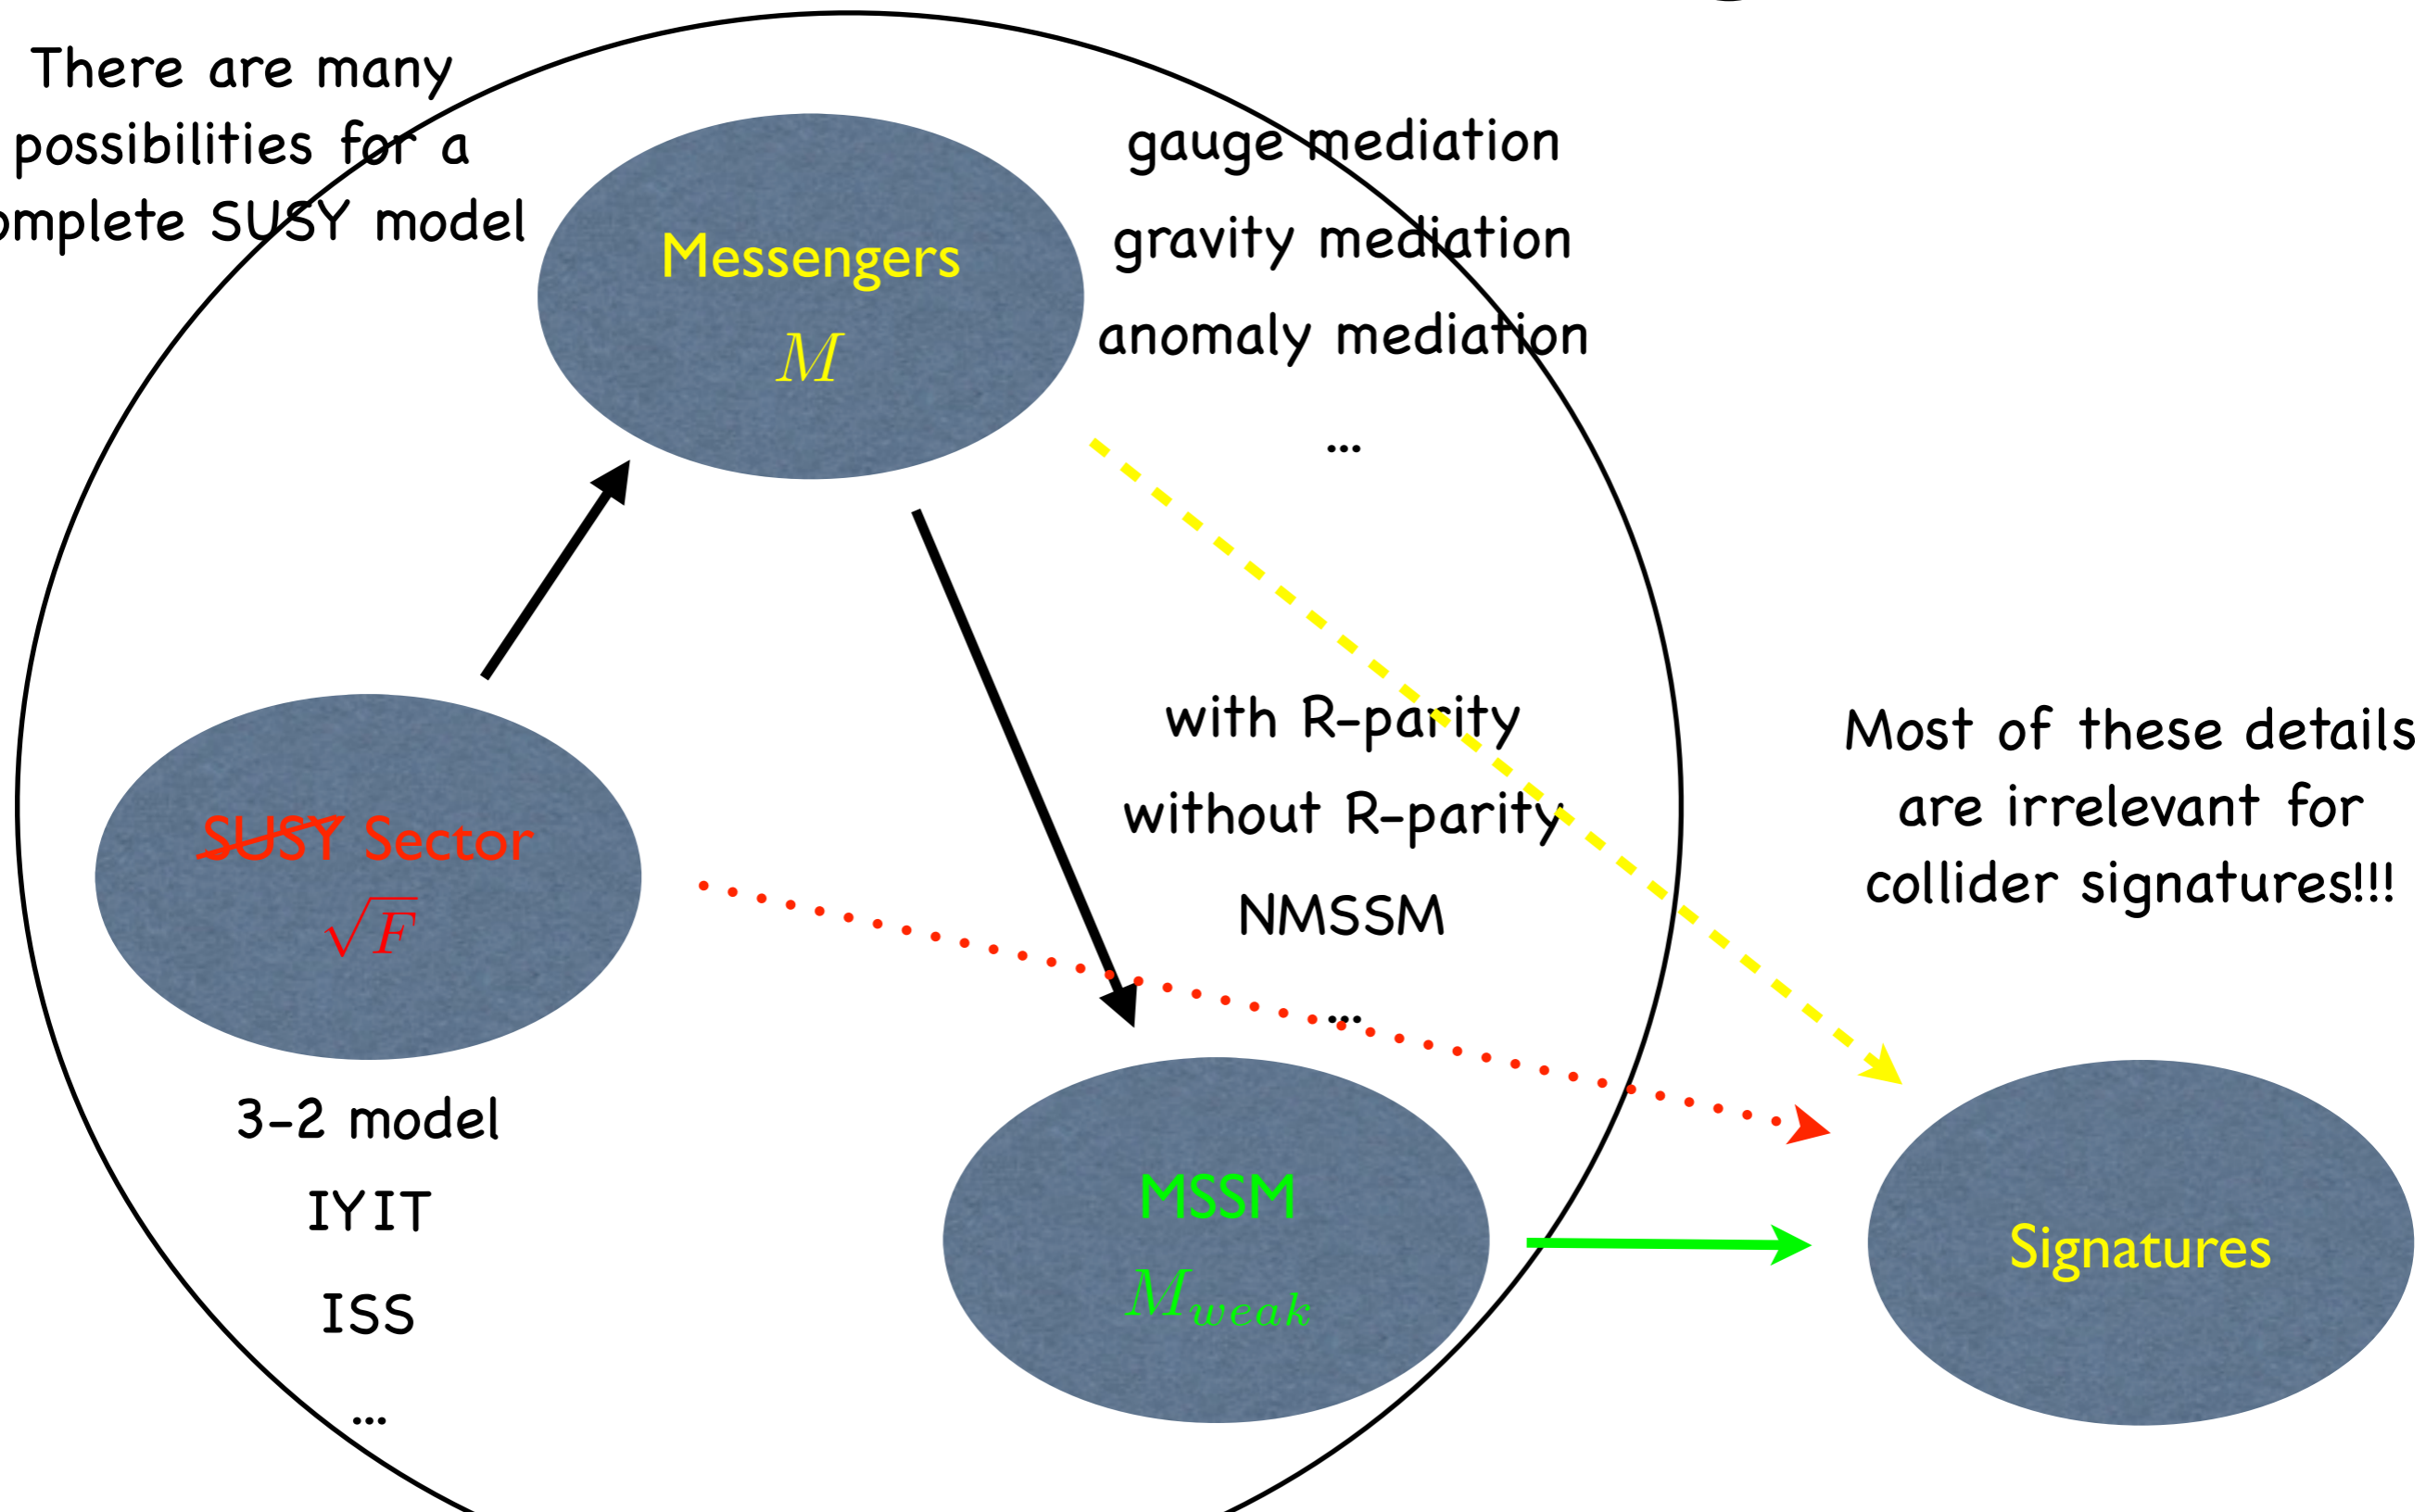 There are many
possibilities for a
omplete SUSY model
Messengers
M
gauge mediation
gravity mediation
anomaly mediation
...
SUSY Sector
√F
3-2 model
IYIT
ISS
...
with R-parity
without R-parity
NMSSM
...
MSSM
M_weak
Most of these details
are irrelevant for
collider signatures!!!
Signatures